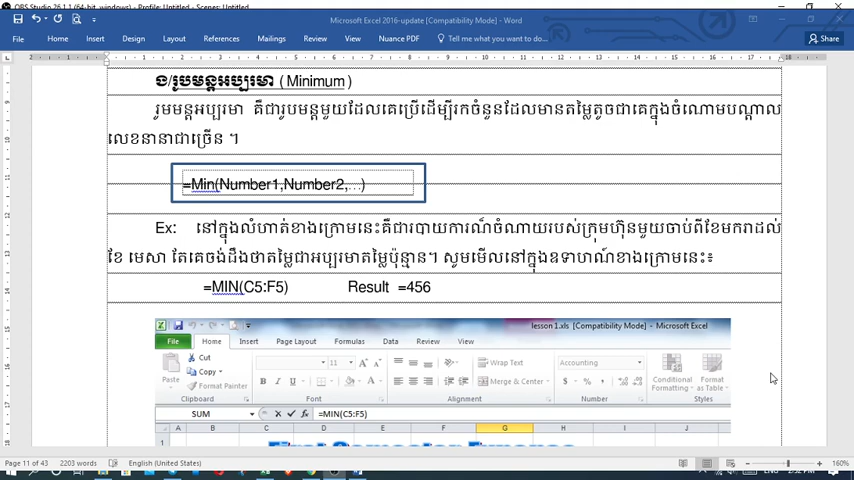 OBS Studio 26.1.1 (64-bit, windows) - Profile: Untitled - Scenes: Untitled
Microsoft Excel 2016-update [Compatibility Mode] - Word
File Home Insert Design Layout References Mailings Review View Nuance PDF Tell me what you want to do... Share
ង/រូបមន្តអប្បរមា ( Minimum )
រូមមន្តអប្បរមា គឺជារូបមន្តមួយដែលគេប្រើដើម្បីរកចំនួនដែលមានតម្លៃតូចជាគេក្នុងចំណោមបណ្តាល
លេខនានាជាច្រើន ។
=Min(Number1,Number2,…)
Ex: នៅក្នុងលំហាត់ខាងក្រោមនេះគឺជារបាយការណ៍ចំណាយរបស់ក្រុមហ៊ុនមួយចាប់ពីខែមករាដល់
ខែ មេសា តែគេចង់ដឹងថាតម្លៃជាអប្បរមាតម្លៃប៉ុន្មាន។ សូមមើលនៅក្នុងឧទាហណ៍ខាងក្រោមនេះ៖
=MIN(C5:F5) Result =456
lesson 1.xls [Compatibility Mode] - Microsoft Excel
File Home Insert Page Layout Formulas Data Review View
Paste Cut Copy Format Painter Clipboard
B I U Font
Wrap Text Merge & Center Alignment
Accounting $ % , Number
Conditional Formatting Format as Table Styles
SUM =MIN(C5:F5)
A B C D E F G H I J
1
Page 11 of 43 2203 words English (United States) 160%
ENG 2:52 PM